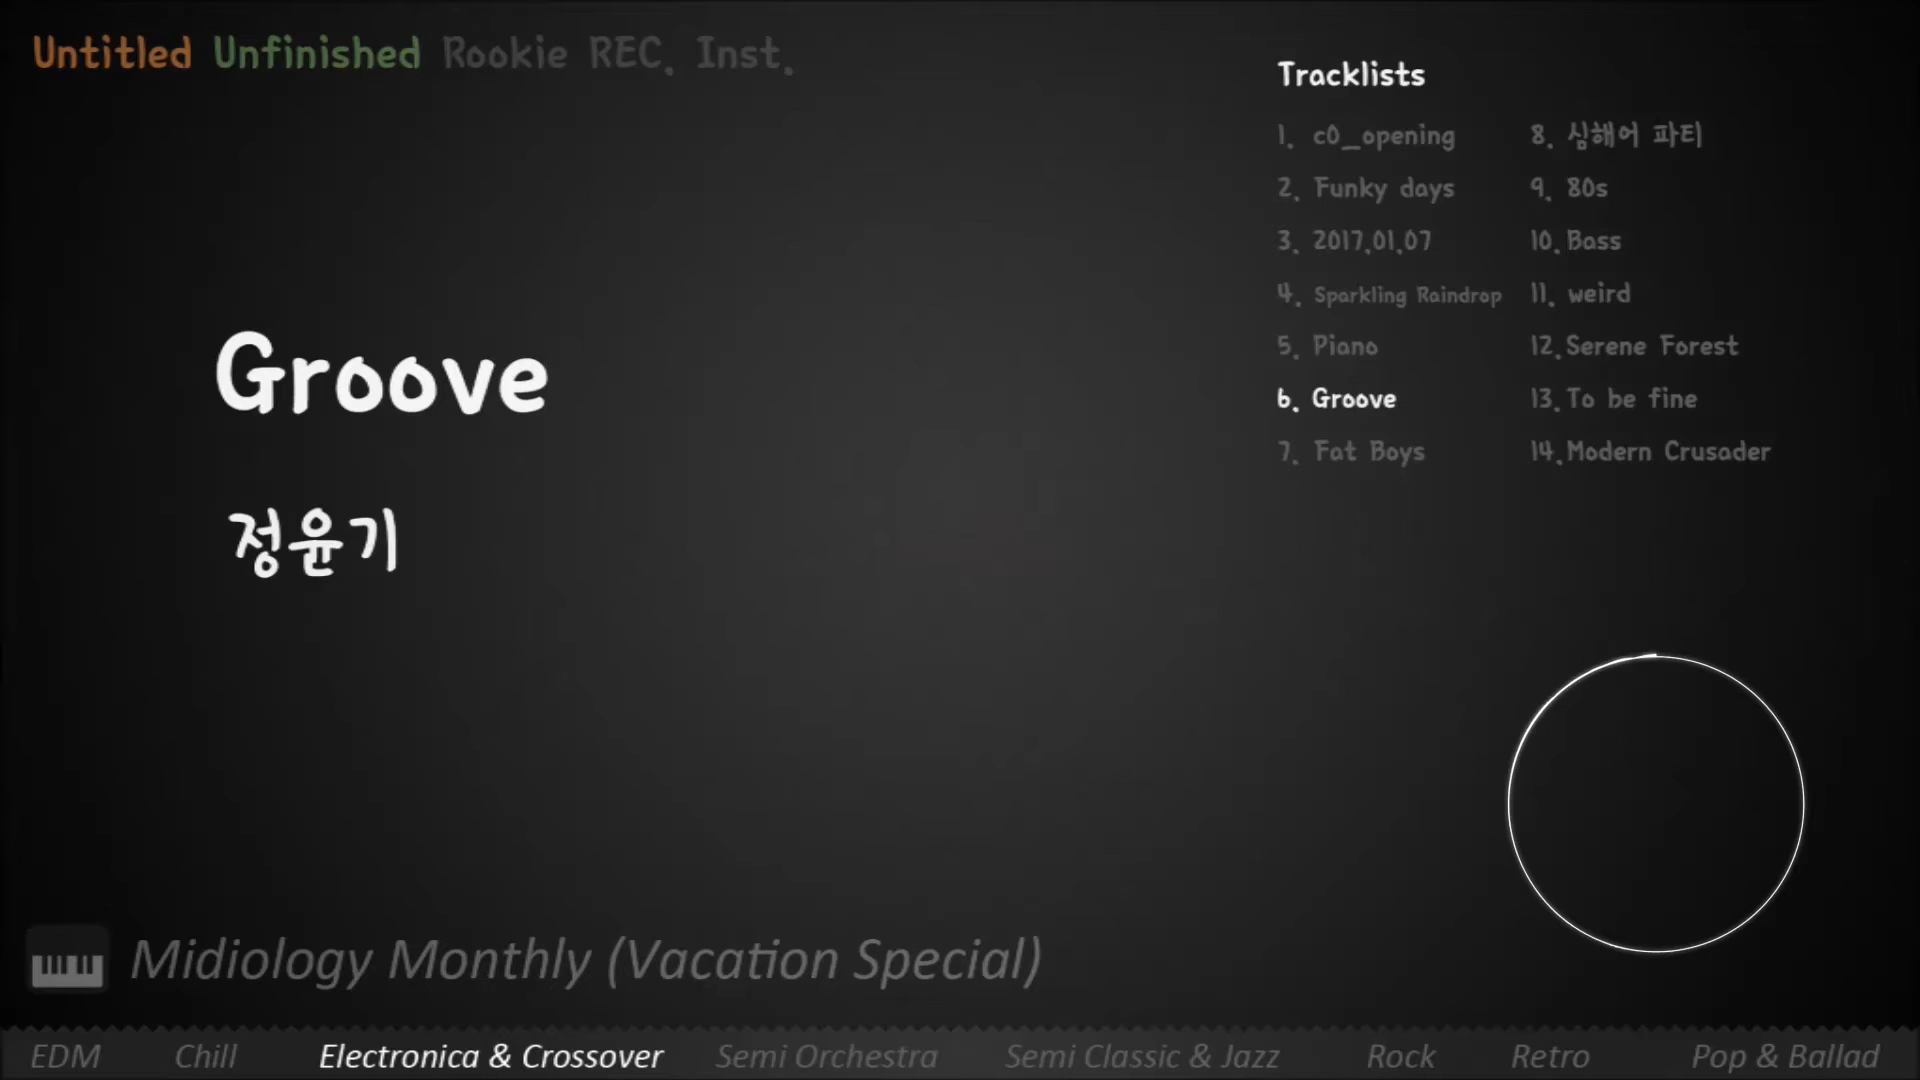 Untitled Unfinished Rookie REC. Inst.
Tracklists
1. c0_opening
2. Funky days
3. 2017.01.07
4. Sparkling Raindrop
5. Piano
6. Groove
7. Fat Boys
8. 심해어 파티
9. 80s
10. Bass
11. weird
12. Serene Forest
13. To be fine
14. Modern Crusader
Groove
정윤기
Midiology Monthly (Vacation Special)
EDM Chill Electronica & Crossover Semi Orchestra Semi Classic & Jazz Rock Retro Pop & Ballad